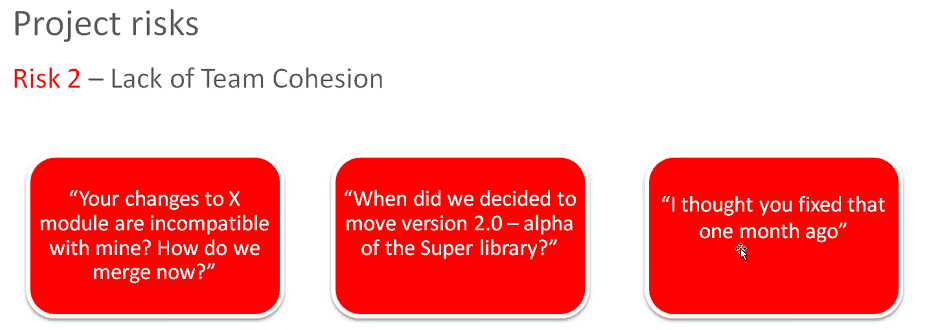 Project risks
Risk 2 – Lack of Team Cohesion
“Your changes to X
module are incompatible
with mine? How do we
merge now?”
“When did we decided to
move version 2.0 – alpha
of the Super library?”
“I thought you fixed that
one month ago”